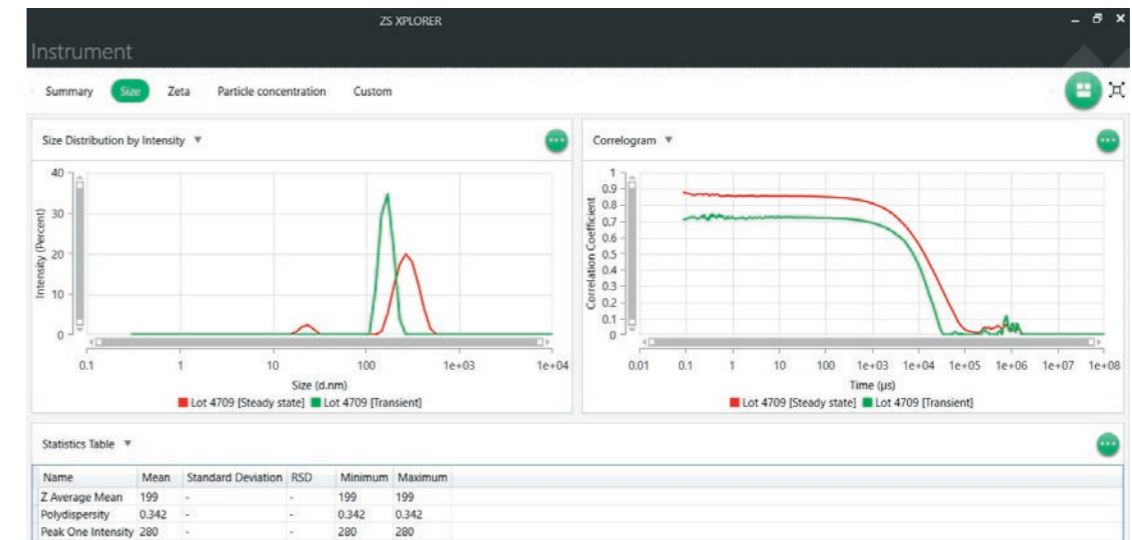 ZS XPLORER
Instrument
Summary Size Zeta Particle concentration Custom
Size Distribution by Intensity
40
30
20
10
0
Intensity (Percent)
0.1 1 10 100 1e+03 1e+04
Size (d.nm)
Lot 4709 [Steady state] Lot 4709 [Transient]
Correlogram
1
0.9
0.8
0.7
0.6
0.5
0.4
0.3
0.2
0.1
0
Correlation Coefficient
0.01 0.1 1 10 100 1e+03 1e+04 1e+05 1e+06 1e+07 1e+08
Time (µs)
Lot 4709 [Steady state] Lot 4709 [Transient]
Statistics Table
Name Mean Standard Deviation RSD Minimum Maximum
Z Average Mean 199 - - 199 199
Polydispersity 0.342 - - 0.342 0.342
Peak One Intensity 280 - - 280 280